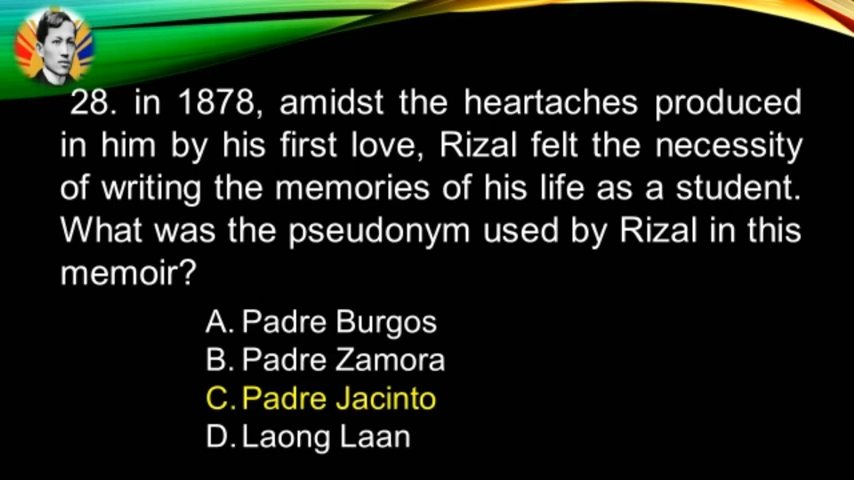 28. in 1878, amidst the heartaches produced
in him by his first love, Rizal felt the necessity
of writing the memories of his life as a student.
What was the pseudonym used by Rizal in this
memoir?
A. Padre Burgos
B. Padre Zamora
C. Padre Jacinto
D. Laong Laan